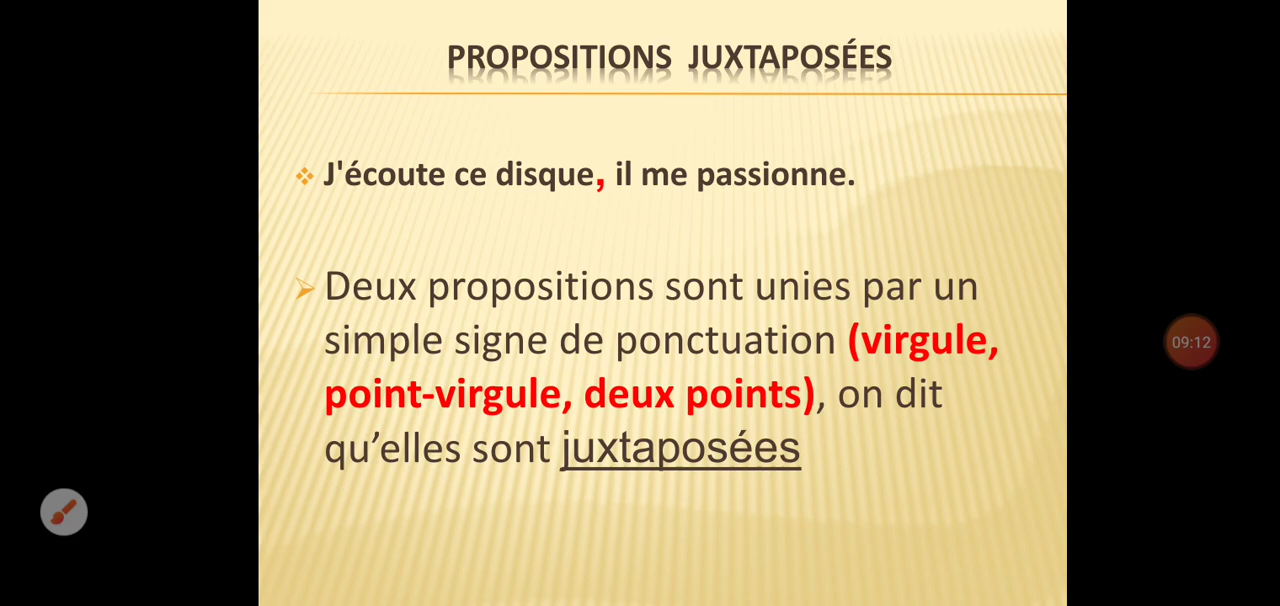 PROPOSITIONS JUXTAPOSÉES
J'écoute ce disque, il me passionne.
Deux propositions sont unies par un
simple signe de ponctuation (virgule,
point-virgule, deux points), on dit
qu’elles sont juxtaposées
09:12